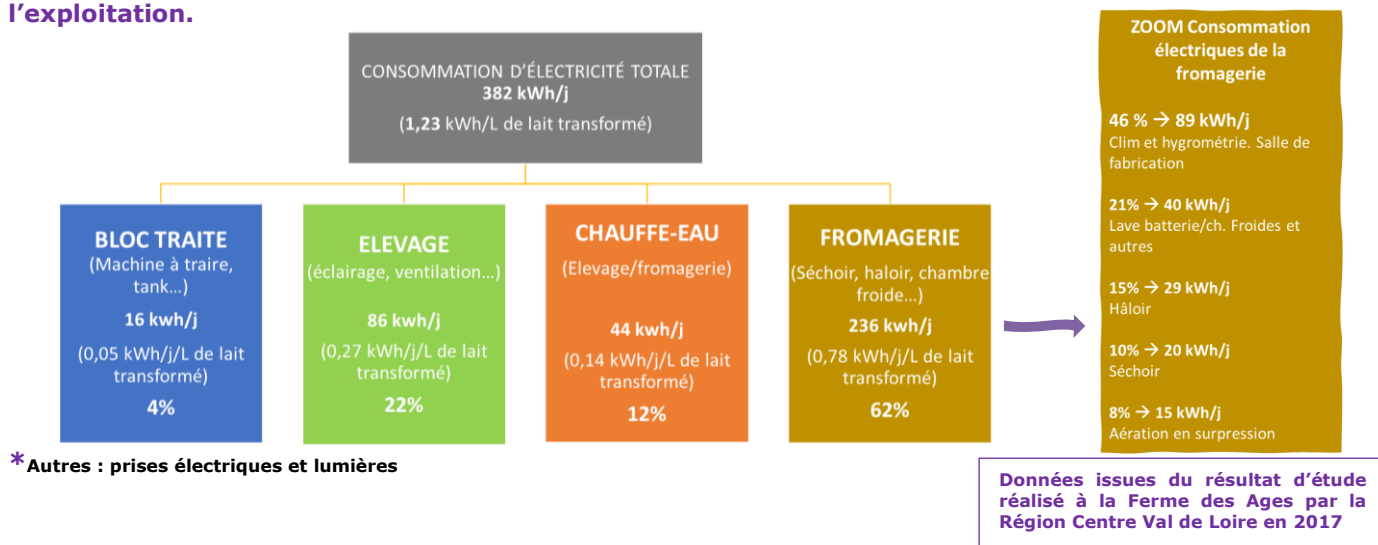 l’exploitation.
CONSOMMATION D’ÉLECTRICITÉ TOTALE
382 kWh/j
(1,23 kWh/L de lait transformé)
BLOC TRAITE
(Machine à traire,
tank…)
16 kwh/j
(0,05 kWh/j/L de lait
transformé)
4%
ELEVAGE
(éclairage, ventilation…)
86 kwh/j
(0,27 kWh/j/L de lait
transformé)
22%
CHAUFFE-EAU
(Elevage/fromagerie)
44 kwh/j
(0,14 kWh/j/L de lait
transformé)
12%
FROMAGERIE
(Séchoir, haloir, chambre
froide…)
236 kwh/j
(0,78 kWh/j/L de lait
transformé)
62%
ZOOM Consommation
électriques de la
fromagerie
46 % → 89 kWh/j
Clim et hygrométrie. Salle de
fabrication
21% → 40 kWh/j
Lave batterie/ch. Froides et
autres
15% → 29 kWh/j
Hâloir
10% → 20 kWh/j
Séchoir
8% → 15 kWh/j
Aération en surpression
*Autres : prises électriques et lumières
Données issues du résultat d’étude
réalisé à la Ferme des Ages par la
Région Centre Val de Loire en 2017